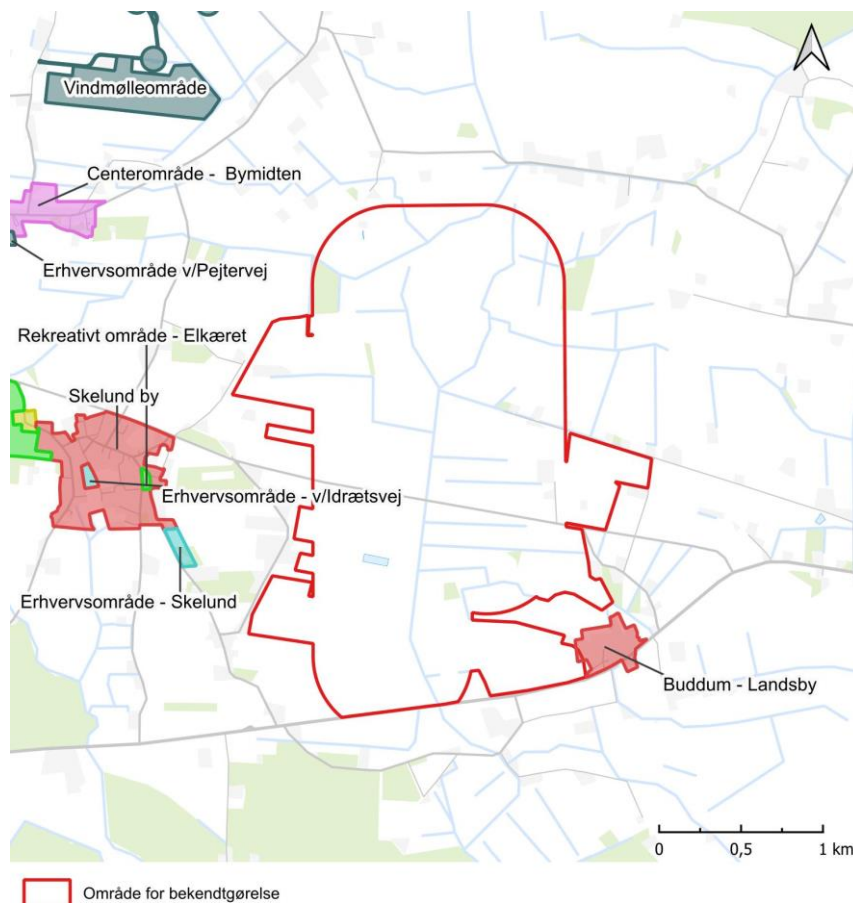 Vindmølleområde
Centerområde - Bymidten
Erhvervsområde v/Pejtervej
Rekreativt område - Elkæret
Skelund by
Erhvervsområde - v/Idrætsvej
Erhvervsområde - Skelund
Buddum - Landsby
0 0,5 1 km
Område for bekendtgørelse